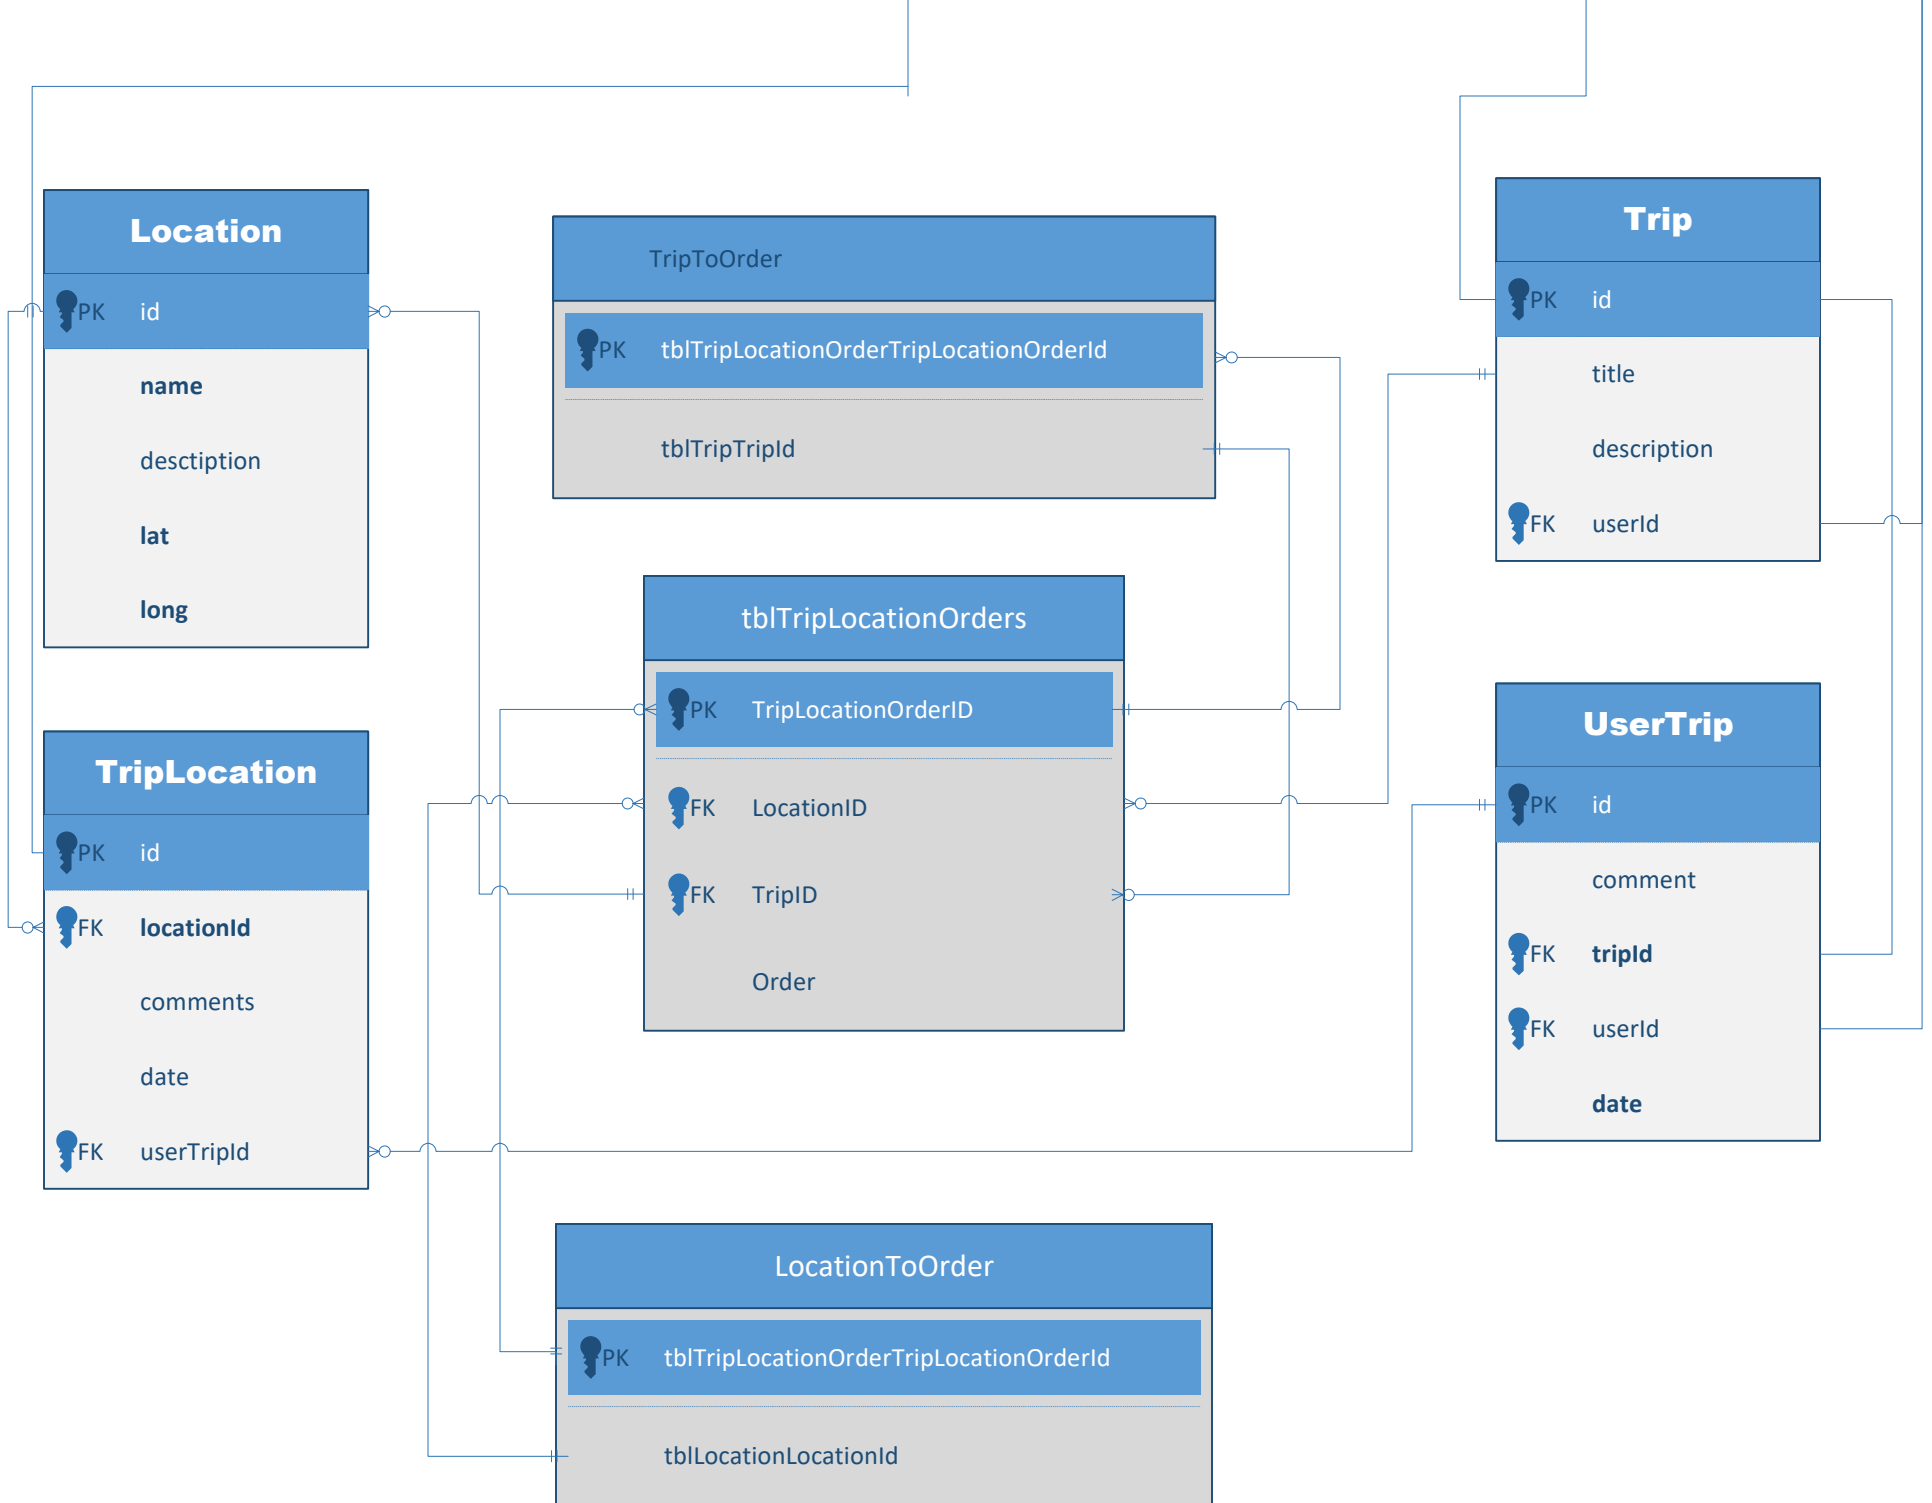 Location
PK id
name
desctiption
lat
long
TripToOrder
PK tblTripLocationOrderTripLocationOrderId
tblTripTripId
Trip
PK id
title
description
FK userId
tblTripLocationOrders
PK TripLocationOrderID
FK LocationID
FK TripID
Order
TripLocation
PK id
FK locationId
comments
date
FK userTripId
UserTrip
PK id
comment
FK tripId
FK userId
date
LocationToOrder
PK tblTripLocationOrderTripLocationOrderId
tblLocationLocationId